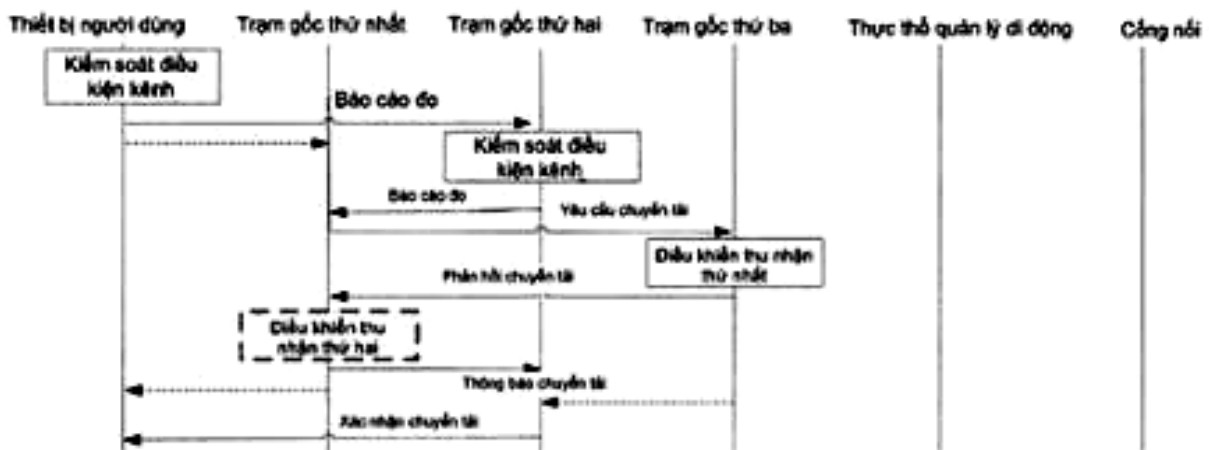 Thiết bị người dùng Trạm gốc thứ nhất Trạm gốc thứ hai Trạm gốc thứ ba Thực thể quản lý di động Cổng nối
Kiểm soát điều
kiện kênh
Báo cáo đo
Kiểm soát điều
kiện kênh
Báo cáo đo
Yêu cầu chuyển tải
Điều khiển thu nhận
thứ nhất
Phản hồi chuyển tải
Điều khiển thu
nhận thứ hai
Thông báo chuyển tải
Xác nhận chuyển tải